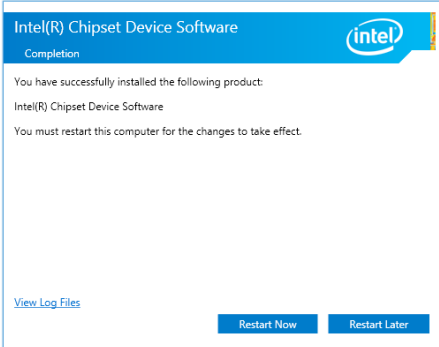 Intel(R) Chipset Device Software
Completion
intel
You have successfully installed the following product:
Intel(R) Chipset Device Software
You must restart this computer for the changes to take effect.
View Log Files
Restart Now
Restart Later